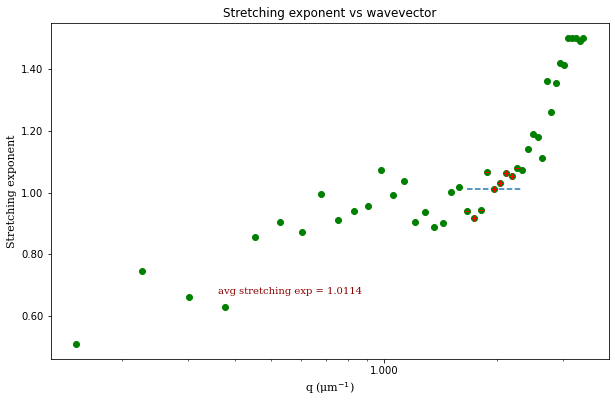 Stretching exponent vs wavevector
1.40
1.20
1.00
0.80
0.60
Stretching exponent
avg stretching exp = 1.0114
1.000
q (μm⁻¹)